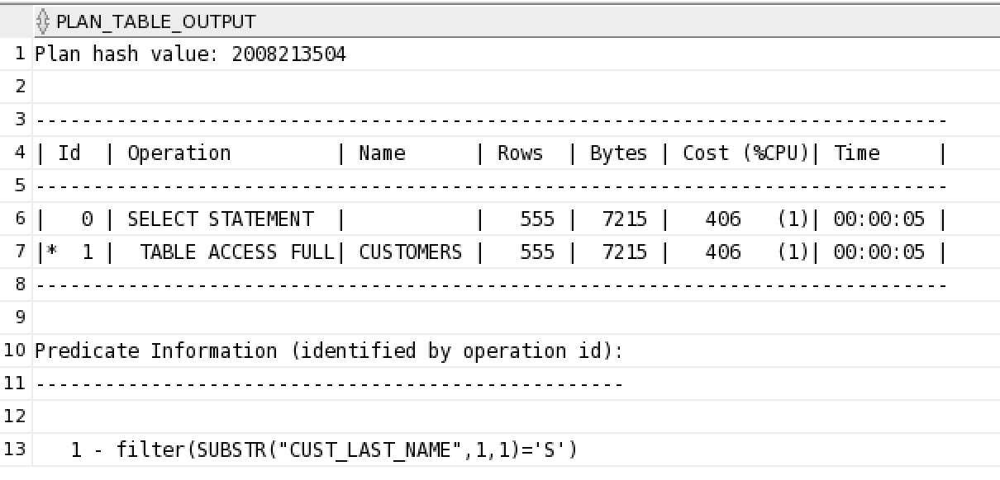 PLAN_TABLE_OUTPUT
1 Plan hash value: 2008213504
2
3 -------------------------------------------------------------------------------
4 | Id  | Operation         | Name      | Rows  | Bytes | Cost (%CPU)| Time     |
5 -------------------------------------------------------------------------------
6 |   0 | SELECT STATEMENT  |           |   555 |  7215 |   406   (1)| 00:00:05 |
7 |*  1 |  TABLE ACCESS FULL| CUSTOMERS |   555 |  7215 |   406   (1)| 00:00:05 |
8 -------------------------------------------------------------------------------
9
10 Predicate Information (identified by operation id):
11 ---------------------------------------------------
12
13    1 - filter(SUBSTR("CUST_LAST_NAME",1,1)='S')